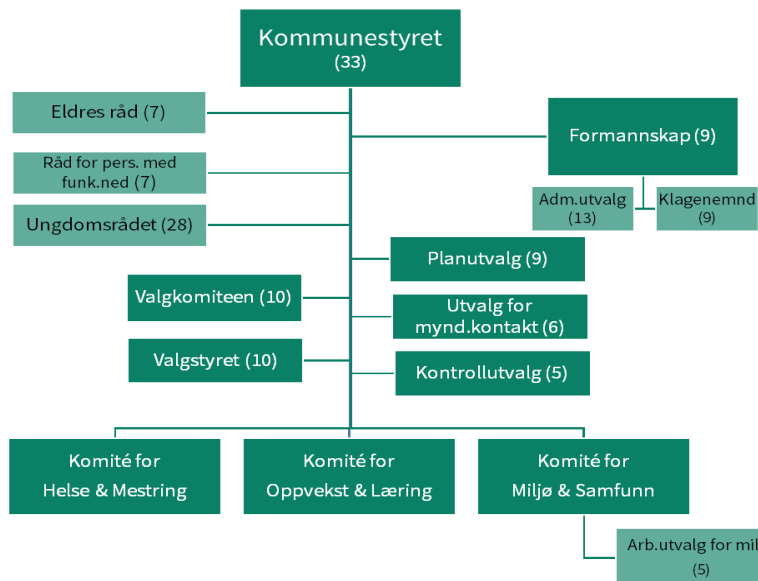 Kommunestyret
(33)
Eldres råd (7)
Formannskap (9)
Råd for pers. med
funk.ned (7)
Adm.utvalg
(13)
Klagenemnd
(9)
Ungdomsrådet (28)
Planutvalg (9)
Valgkomiteen (10)
Utvalg for
mynd.kontakt (6)
Valgstyret (10)
Kontrollutvalg (5)
Komité for
Helse & Mestring
Komité for
Oppvekst & Læring
Komité for
Miljø & Samfunn
Arb.utvalg for mil
(5)